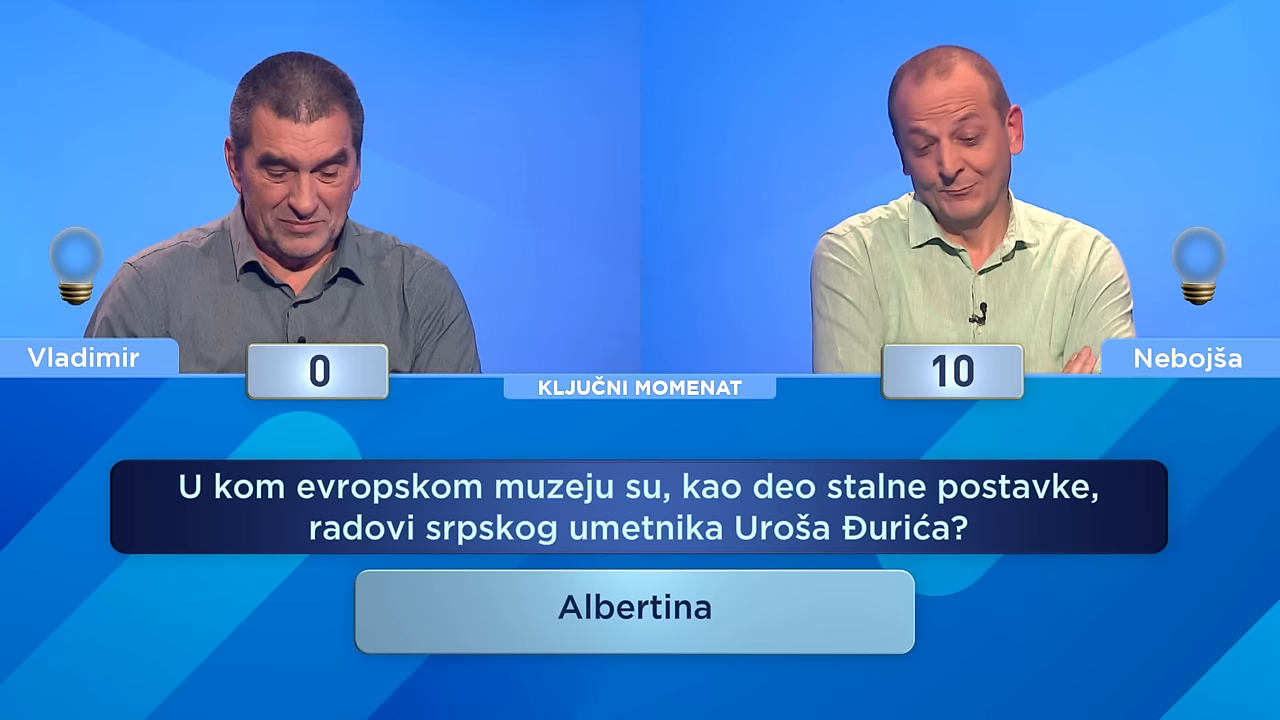 Vladimir
0
KLJUČNI MOMENAT
10
Nebojša
U kom evropskom muzeju su, kao deo stalne postavke,
radovi srpskog umetnika Uroša Đurića?
Albertina